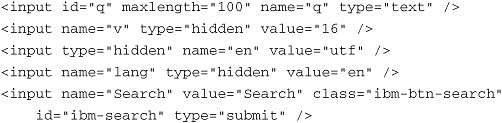 <input id="q" maxlength="100" name="q" type="text" />
<input name="v" type="hidden" value="16" />
<input type="hidden" name="en" value="utf" />
<input name="lang" type="hidden" value="en" />
<input name="Search" value="Search" class="ibm-btn-search"
id="ibm-search" type="submit" />